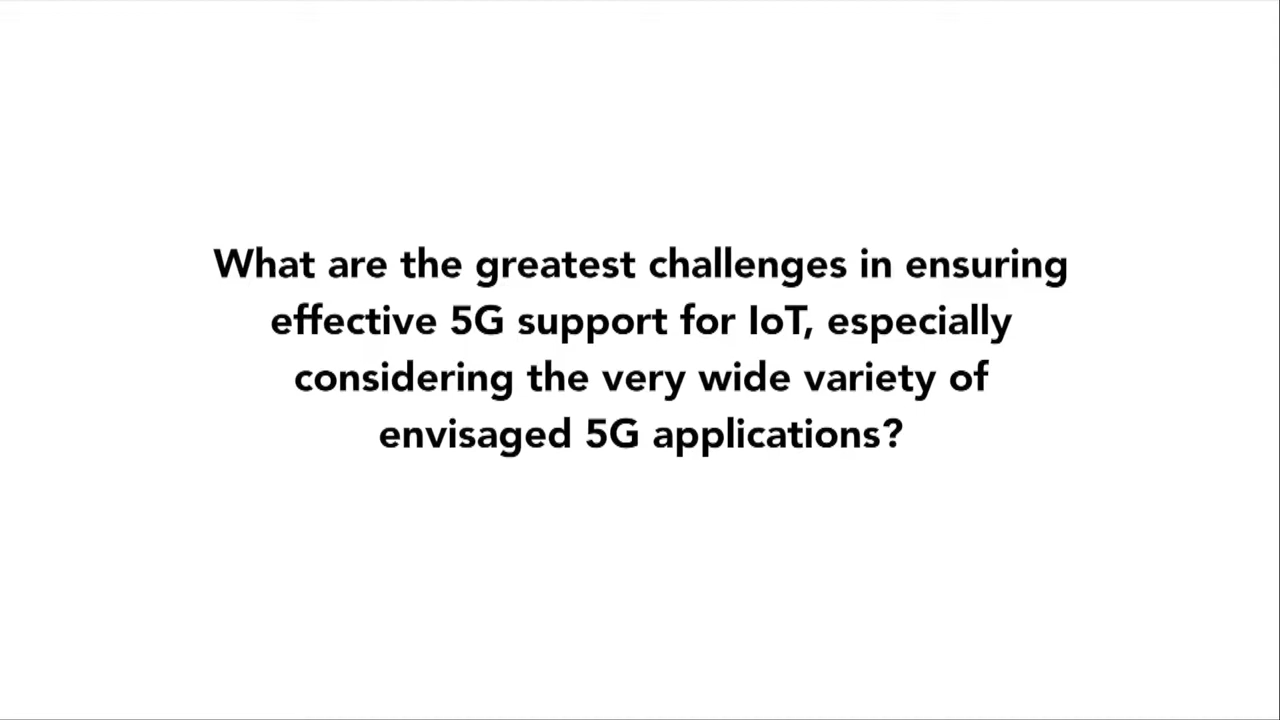 What are the greatest challenges in ensuring
effective 5G support for IoT, especially
considering the very wide variety of
envisaged 5G applications?